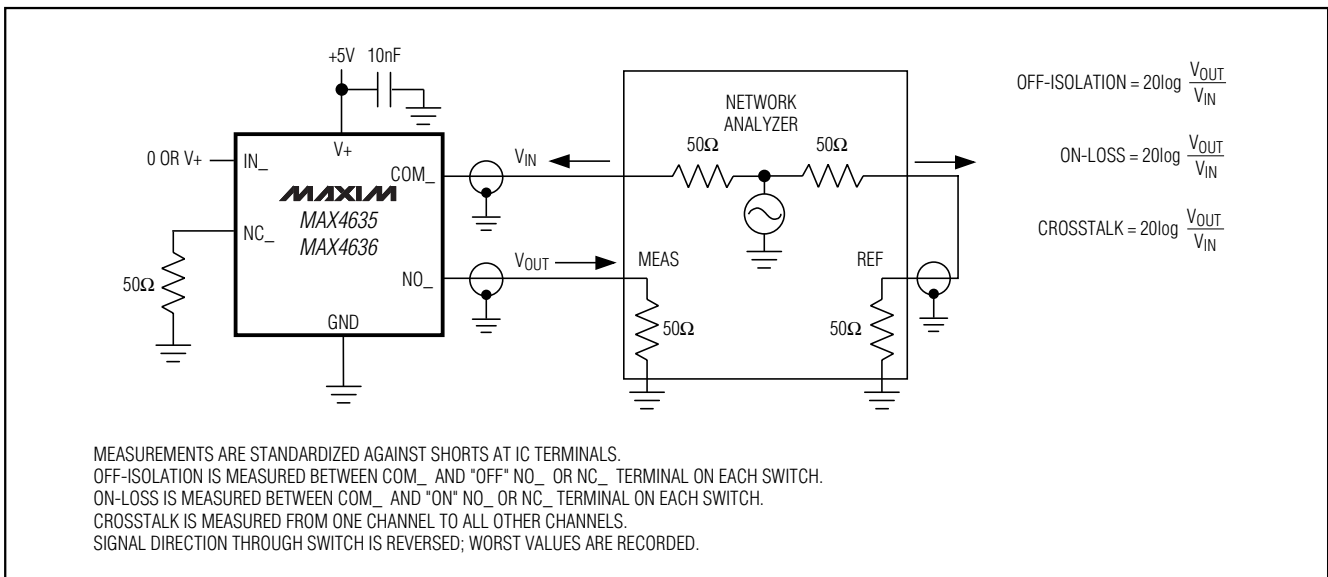 +5V 10nF
OFF-ISOLATION = 20log VOUT
VIN
NETWORK
ANALYZER
50Ω 50Ω
V+
0 OR V+ IN_
COM_
VIN
ON-LOSS = 20log VOUT
VIN
MAXIM
MAX4635
MAX4636
NC_
CROSSTALK = 20log VOUT
VIN
VOUT
MEAS REF
50Ω
NO_
50Ω 50Ω
GND
MEASUREMENTS ARE STANDARDIZED AGAINST SHORTS AT IC TERMINALS.
OFF-ISOLATION IS MEASURED BETWEEN COM_ AND "OFF" NO_ OR NC_ TERMINAL ON EACH SWITCH.
ON-LOSS IS MEASURED BETWEEN COM_ AND "ON" NO_ OR NC_ TERMINAL ON EACH SWITCH.
CROSSTALK IS MEASURED FROM ONE CHANNEL TO ALL OTHER CHANNELS.
SIGNAL DIRECTION THROUGH SWITCH IS REVERSED; WORST VALUES ARE RECORDED.